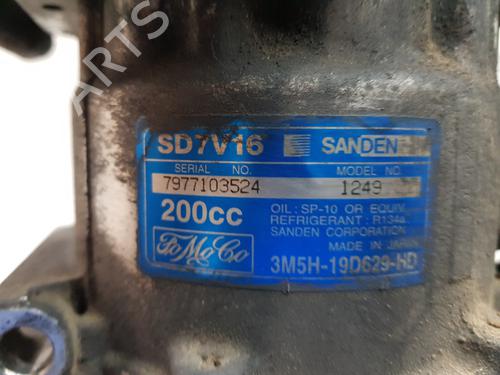 PARTS
SD7V16 SANDEN
SERIAL NO. MODEL NO.
7977103524 1249
200cc
OIL : SP-10 OR EQUIV.
REFRIGERANT : R134a
SANDEN CORPORATION
MADE IN JAPAN
FoMoCo
3M5H-19D629-HD